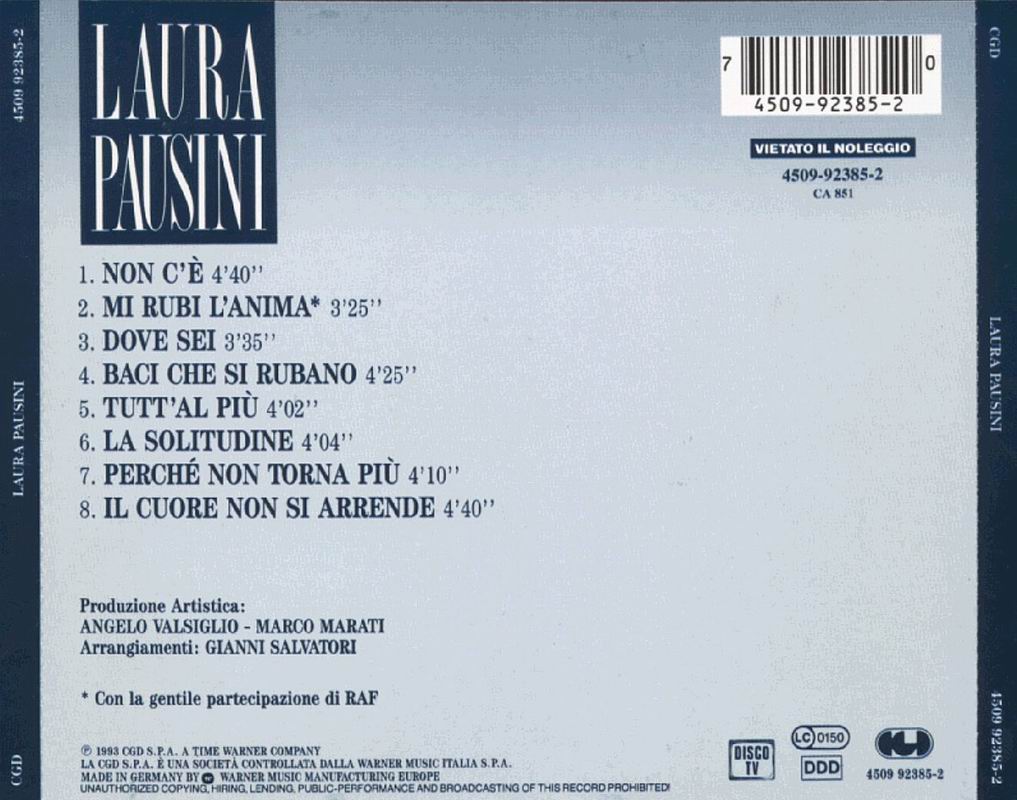 LAURA
PAUSINI
7 4509-92385-2 0
VIETATO IL NOLEGGIO
4509-92385-2
CA 851
1. NON C'È 4'40''
2. MI RUBI L'ANIMA* 3'25''
3. DOVE SEI 3'35''
4. BACI CHE SI RUBANO 4'25''
5. TUTT'AL PIÙ 4'02''
6. LA SOLITUDINE 4'04''
7. PERCHÉ NON TORNA PIÙ 4'10''
8. IL CUORE NON SI ARRENDE 4'40''
Produzione Artistica:
ANGELO VALSIGLIO - MARCO MARATI
Arrangiamenti: GIANNI SALVATORI
* Con la gentile partecipazione di RAF
℗ 1993 CGD S.P.A. A TIME WARNER COMPANY
LA CGD S.P.A. È UNA SOCIETÀ CONTROLLATA DALLA WARNER MUSIC ITALIA S.P.A.
MADE IN GERMANY BY WARNER MUSIC MANUFACTURING EUROPE
UNAUTHORIZED COPYING, HIRING, LENDING, PUBLIC-PERFORMANCE AND BROADCASTING OF THIS RECORD PROHIBITED!
DISCO
TV
LC 0150
DDD
4509 92385-2
4509 92385-2
LAURA PAUSINI
CGD
CGD
LAURA PAUSINI
4509 92385-2